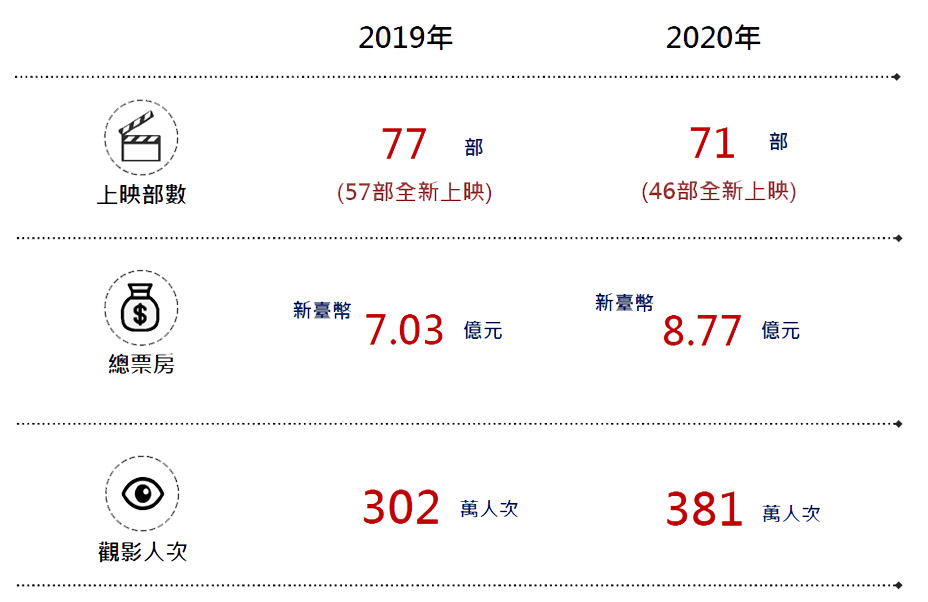 2019年 2020年
77 部 71 部
上映部數 (57部全新上映) (46部全新上映)
新臺幣 7.03 億元 新臺幣 8.77 億元
$
總票房
302 萬人次 381 萬人次
觀影人次